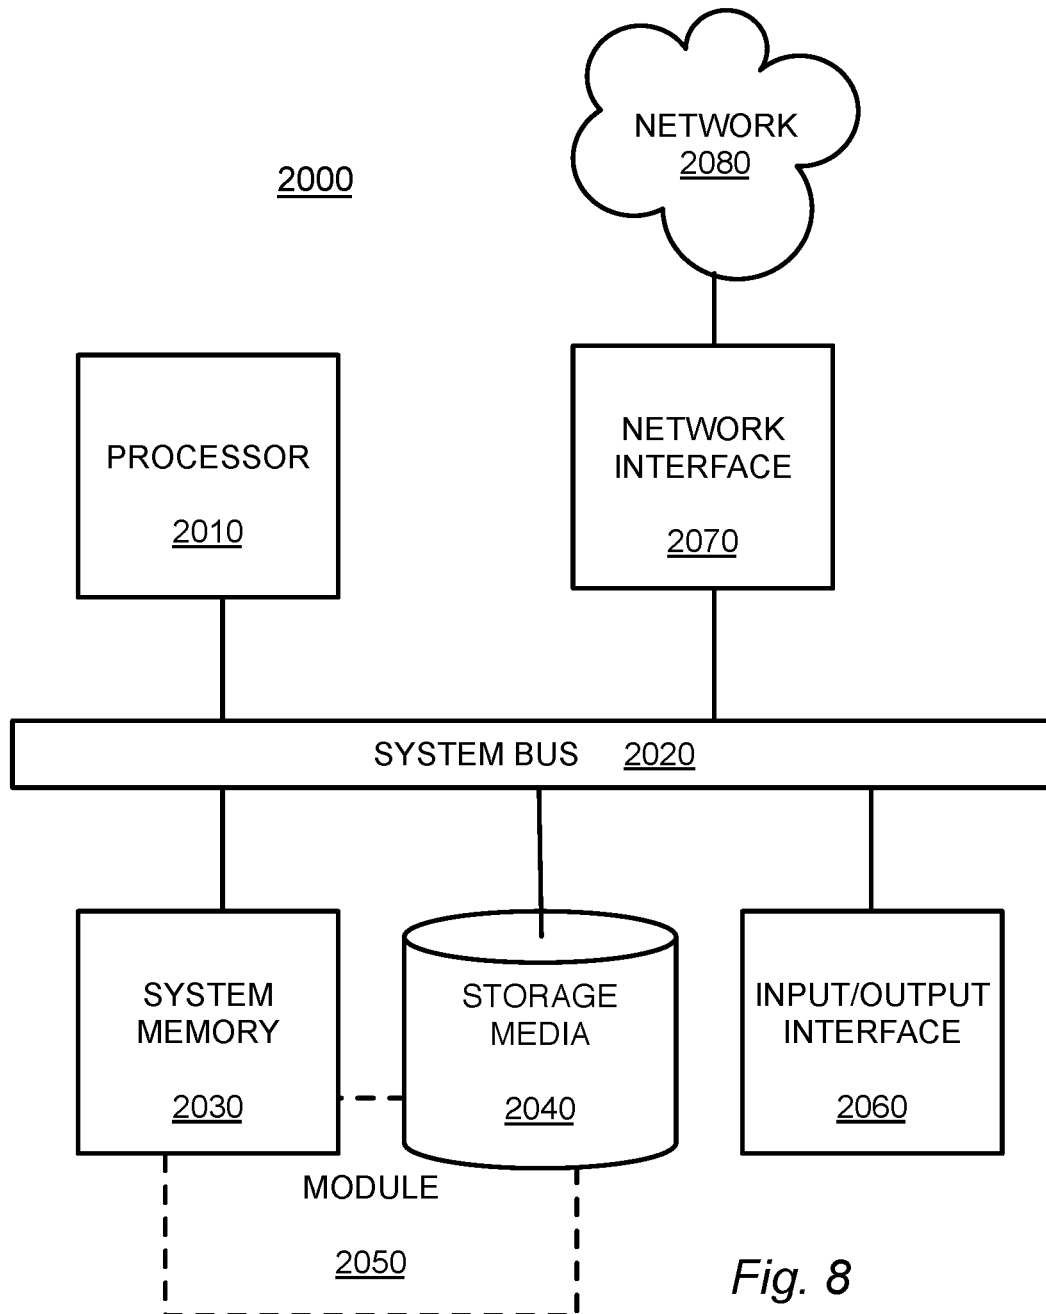 NETWORK
2080
2000
PROCESSOR
2010
NETWORK
INTERFACE
2070
SYSTEM BUS 2020
SYSTEM
MEMORY
2030
STORAGE
MEDIA
2040
INPUT/OUTPUT
INTERFACE
2060
MODULE
2050
Fig. 8